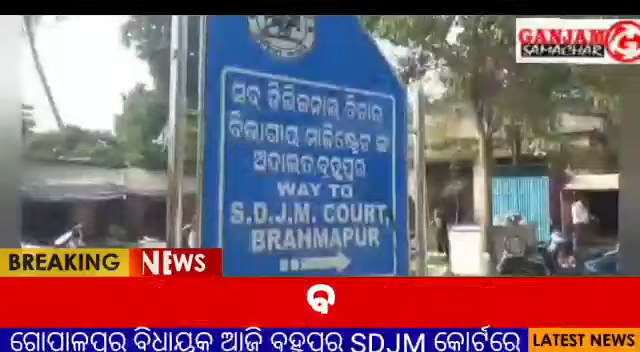 GANJAM
SAMACHAR
ସବ୍ ଡିଭିଜନାଲ ବିଚାର
ବିଭାଗୀୟ ମାଜିଷ୍ଟ୍ରେଟ ଙ୍କ
ଅଦାଲତ ବ୍ରହ୍ମପୁର
WAY TO
S.D.J.M. COURT,
BRAHMAPUR
BREAKING NEWS
ବ
ଗୋପାଳପୁର ବିଧାୟକ ଆଜି ବ୍ରହ୍ମପୁର SDJM କୋର୍ଟରେ
LATEST NEWS